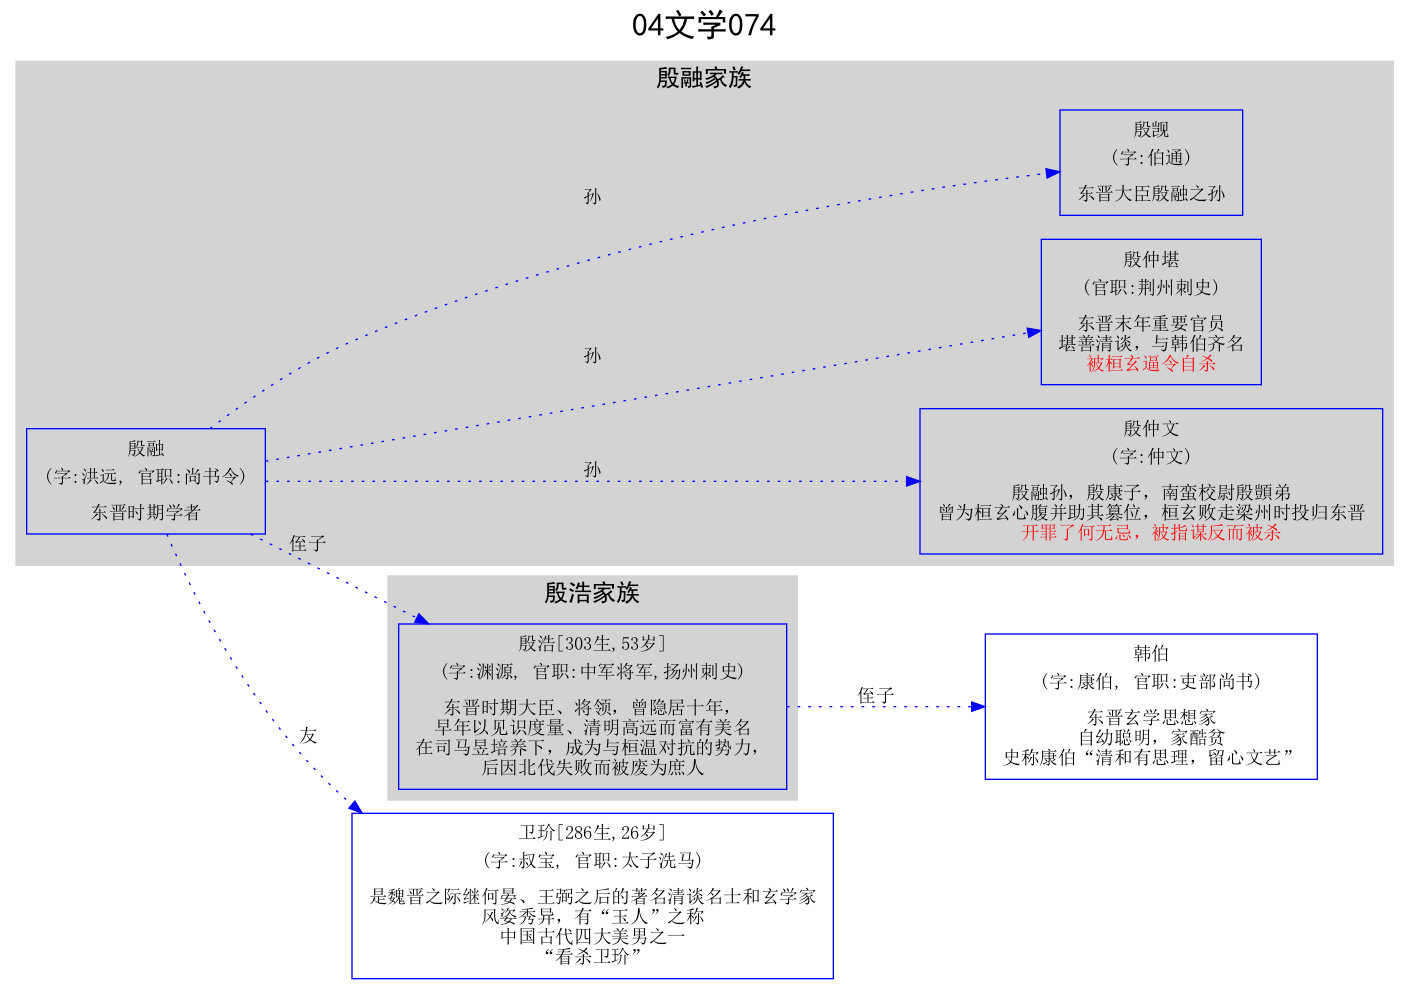 04文学074
殷融家族
殷觊
(字:伯通)
东晋大臣殷融之孙
孙
殷仲堪
(官职:荆州刺史)
东晋末年重要官员
堪善清谈，与韩伯齐名
被桓玄逼令自杀
孙
殷仲文
(字:仲文)
殷融孙，殷康子，南蛮校尉殷顗弟
曾为桓玄心腹并助其篡位，桓玄败走梁州时投归东晋
开罪了何无忌，被指谋反而被杀
孙
殷融
(字:洪远, 官职:尚书令)
东晋时期学者
侄子
殷浩家族
殷浩[303生,53岁]
(字:渊源, 官职:中军将军,扬州刺史)
东晋时期大臣、将领，曾隐居十年，
早年以见识度量、清明高远而富有美名
在司马昱培养下，成为与桓温对抗的势力，
后因北伐失败而被废为庶人
侄子
韩伯
(字:康伯, 官职:吏部尚书)
东晋玄学思想家
自幼聪明，家酷贫
史称康伯“清和有思理，留心文艺”
友
卫玠[286生,26岁]
(字:叔宝, 官职:太子洗马)
是魏晋之际继何晏、王弼之后的著名清谈名士和玄学家
风姿秀异，有“玉人”之称
中国古代四大美男之一
“看杀卫玠”